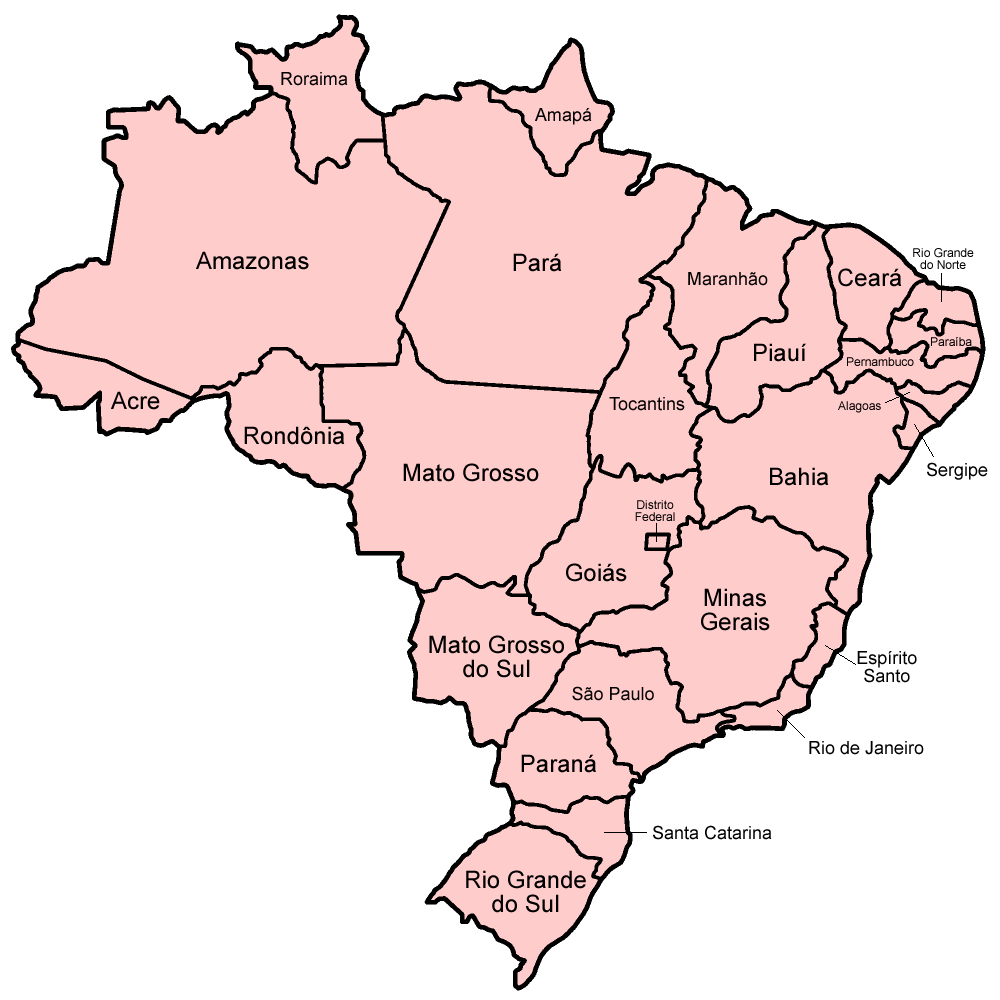 Roraima
Amapá
Amazonas
Pará
Maranhão
Ceará
Rio Grande
do Norte
Paraíba
Piauí
Pernambuco
Acre
Tocantins
Alagoas
Rondônia
Mato Grosso
Bahia
Sergipe
Distrito
Federal
Goiás
Minas
Gerais
Mato Grosso
do Sul
Espírito
Santo
São Paulo
Rio de Janeiro
Paraná
Santa Catarina
Rio Grande
do Sul